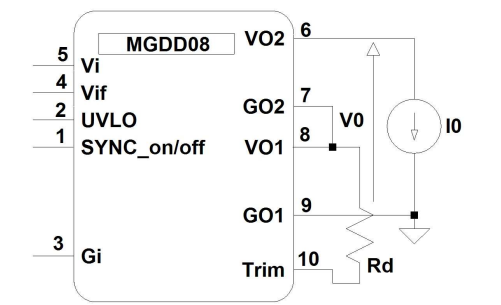 MGDD08
5 Vi
4 Vif
2 UVLO
1 SYNC_on/off
3 Gi
VO2 6
GO2 7
VO1 8
GO1 9
Trim 10
V0
I0
Rd